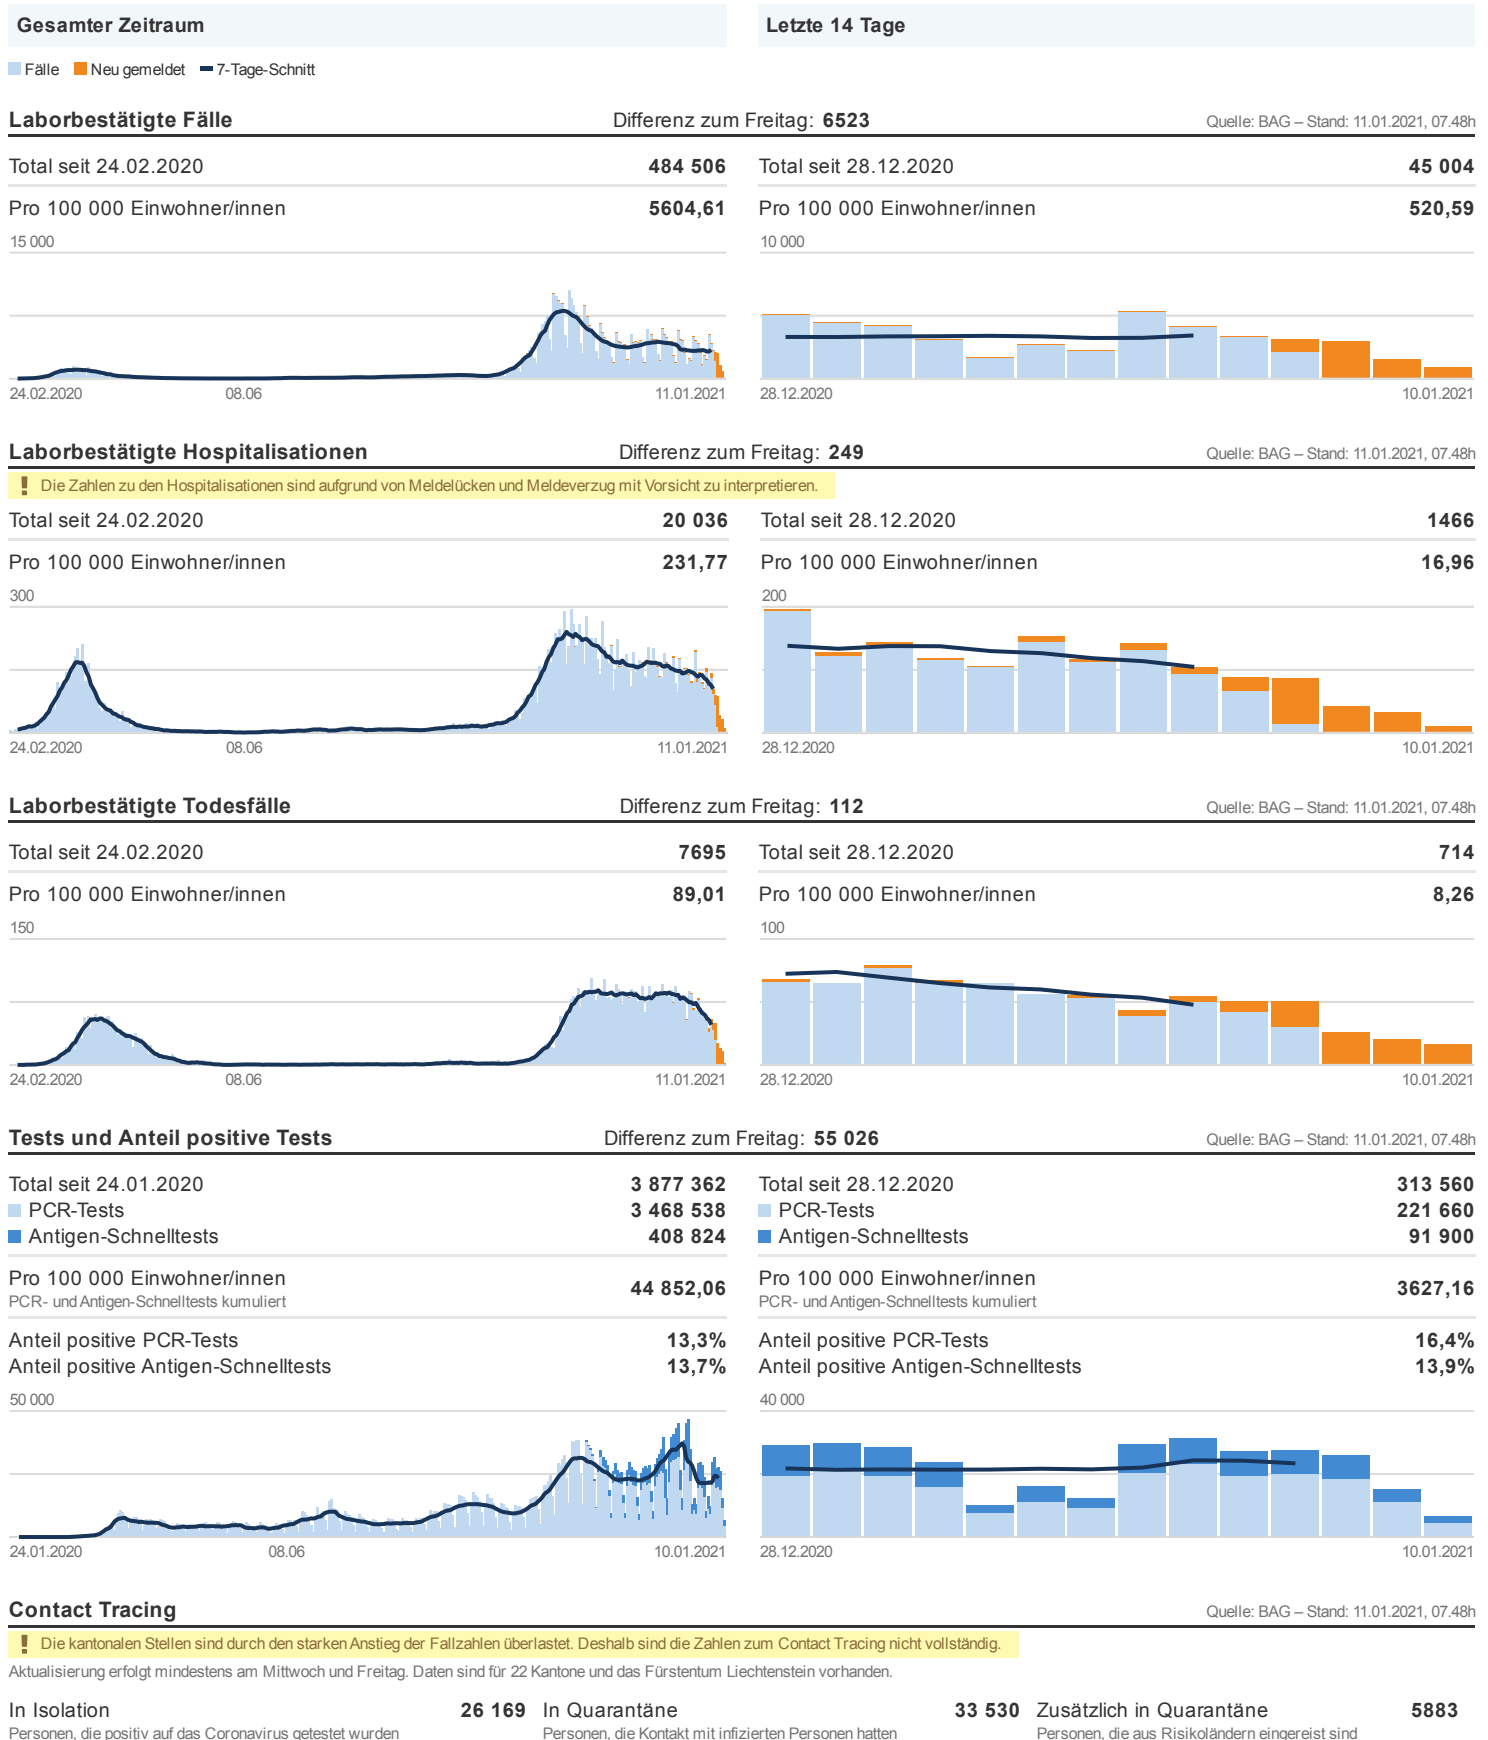 Gesamter Zeitraum
Letzte 14 Tage
Fälle Neu gemeldet 7-Tage-Schnitt
Laborbestätigte Fälle Differenz zum Freitag: 6523 Quelle: BAG – Stand: 11.01.2021, 07.48h
Total seit 24.02.2020 484 506 Total seit 28.12.2020 45 004
Pro 100 000 Einwohner/innen 5604,61 Pro 100 000 Einwohner/innen 520,59
15 000 10 000
24.02.2020 08.06 11.01.2021 28.12.2020 10.01.2021
Laborbestätigte Hospitalisationen Differenz zum Freitag: 249 Quelle: BAG – Stand: 11.01.2021, 07.48h
! Die Zahlen zu den Hospitalisationen sind aufgrund von Meldelücken und Meldeverzug mit Vorsicht zu interpretieren.
Total seit 24.02.2020 20 036 Total seit 28.12.2020 1466
Pro 100 000 Einwohner/innen 231,77 Pro 100 000 Einwohner/innen 16,96
300 200
24.02.2020 08.06 11.01.2021 28.12.2020 10.01.2021
Laborbestätigte Todesfälle Differenz zum Freitag: 112 Quelle: BAG – Stand: 11.01.2021, 07.48h
Total seit 24.02.2020 7695 Total seit 28.12.2020 714
Pro 100 000 Einwohner/innen 89,01 Pro 100 000 Einwohner/innen 8,26
150 100
24.02.2020 08.06 11.01.2021 28.12.2020 10.01.2021
Tests und Anteil positive Tests Differenz zum Freitag: 55 026 Quelle: BAG – Stand: 11.01.2021, 07.48h
Total seit 24.01.2020 3 877 362 Total seit 28.12.2020 313 560
PCR-Tests 3 468 538 PCR-Tests 221 660
Antigen-Schnelltests 408 824 Antigen-Schnelltests 91 900
Pro 100 000 Einwohner/innen 44 852,06 Pro 100 000 Einwohner/innen 3627,16
PCR- und Antigen-Schnelltests kumuliert PCR- und Antigen-Schnelltests kumuliert
Anteil positive PCR-Tests 13,3% Anteil positive PCR-Tests 16,4%
Anteil positive Antigen-Schnelltests 13,7% Anteil positive Antigen-Schnelltests 13,9%
50 000 40 000
24.01.2020 08.06 10.01.2021 28.12.2020 10.01.2021
Contact Tracing Quelle: BAG – Stand: 11.01.2021, 07.48h
! Die kantonalen Stellen sind durch den starken Anstieg der Fallzahlen überlastet. Deshalb sind die Zahlen zum Contact Tracing nicht vollständig.
Aktualisierung erfolgt mindestens am Mittwoch und Freitag. Daten sind für 22 Kantone und das Fürstentum Liechtenstein vorhanden.
In Isolation 26 169 In Quarantäne 33 530 Zusätzlich in Quarantäne 5883
Personen, die positiv auf das Coronavirus getestet wurden Personen, die Kontakt mit infizierten Personen hatten Personen, die aus Risikoländern eingereist sind